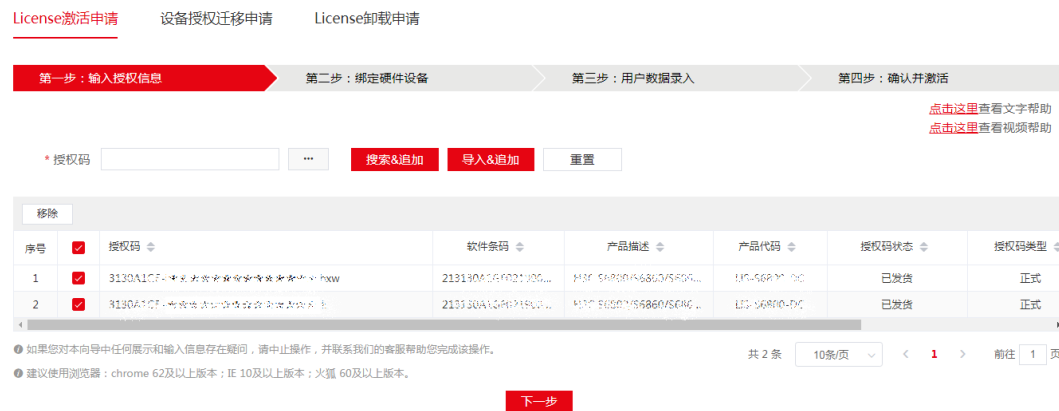 License激活申请 设备授权迁移申请 License卸载申请
第一步：输入授权信息 第二步：绑定硬件设备 第三步：用户数据录入 第四步：确认并激活
点击这里查看文字帮助
点击这里查看视频帮助
* 授权码 ... 搜索&追加 导入&追加 重置
移除
序号 授权码 软件条码 产品描述 产品代码 授权码状态 授权码类型
1 已发货 正式
2 已发货 正式
如果您对本向导中任何展示和输入信息存在疑问，请中止操作，并联系我们的客服帮助您完成该操作。
共 2 条 10条/页 < 1 > 前往 1 页
建议使用浏览器：chrome 62及以上版本；IE 10及以上版本；火狐 60及以上版本。
下一步